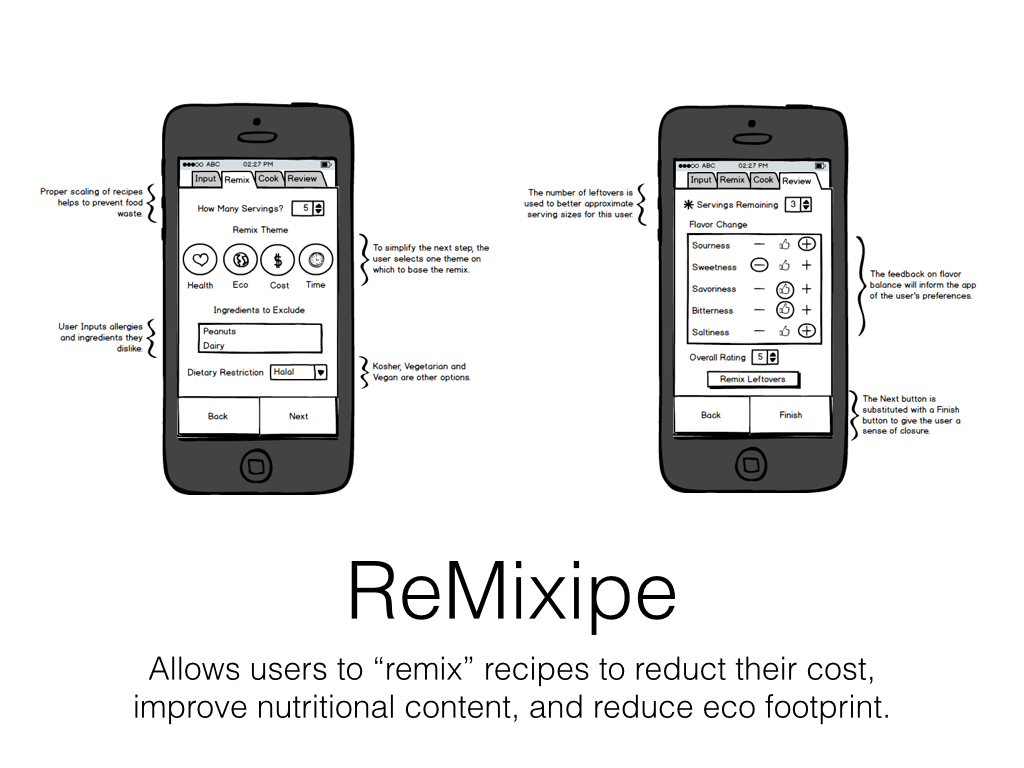 ●●●○○ ABC 02:27 PM
Input Remix Cook Review
Proper scaling of recipes
helps to prevent food
waste.
How Many Servings? 5
Remix Theme
To simplify the next step, the
user selects one theme on
which to base the remix.
$
Health Eco Cost Time
Ingredients to Exclude
User Inputs allergies
and ingredients they
dislike.
Peanuts
Dairy
Dietary Restriction Halal
Kosher, Vegetarian and
Vegan are other options.
Back Next
●●●○○ ABC 02:27 PM
Input Remix Cook Review
The number of leftovers is
used to better approximate
serving sizes for this user.
Servings Remaining 3
Flavor Change
Sourness − +
Sweetness − +
Savoriness − +
Bitterness − +
Saltiness − +
The feedback on flavor
balance will inform the app
of the user's preferences.
Overall Rating 5
Remix Leftovers
Back Finish
The Next button is
substituted with a Finish
button to give the user a
sense of closure.
ReMixipe
Allows users to “remix” recipes to reduct their cost,
improve nutritional content, and reduce eco footprint.